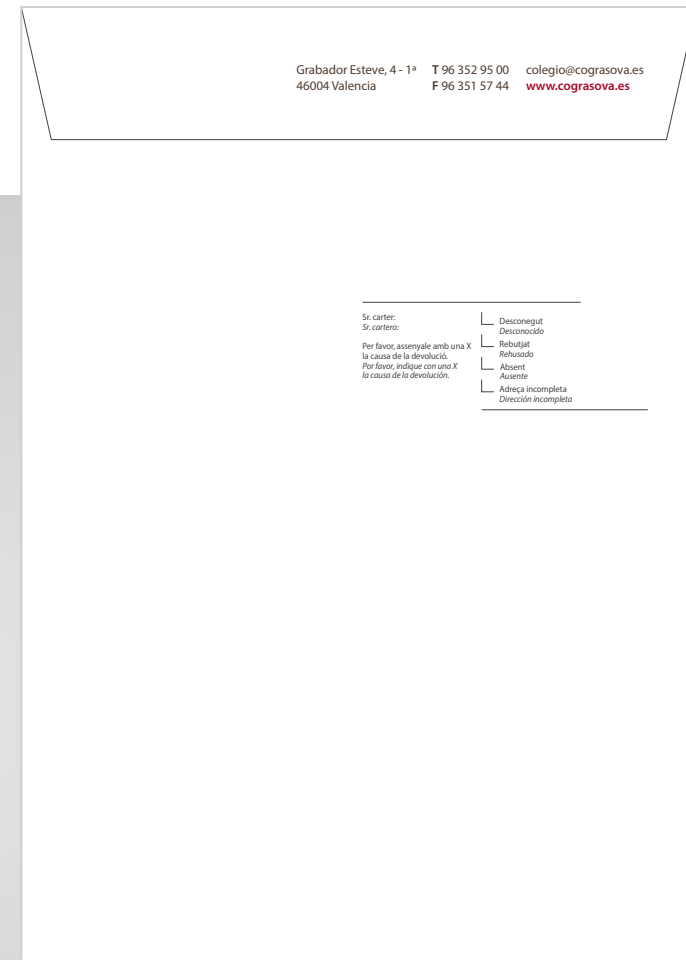 Grabador Esteve, 4 - 1ª T 96 352 95 00 colegio@cograsova.es
46004 Valencia F 96 351 57 44 www.cograsova.es
Sr. carter:
Sr. cartero:
Per favor, assenyale amb una X
la causa de la devolució.
Por favor, indique con una X
la causa de la devolución.
Desconegut
Desconocido
Rebutjat
Rehusado
Absent
Ausente
Adreça incompleta
Dirección incompleta